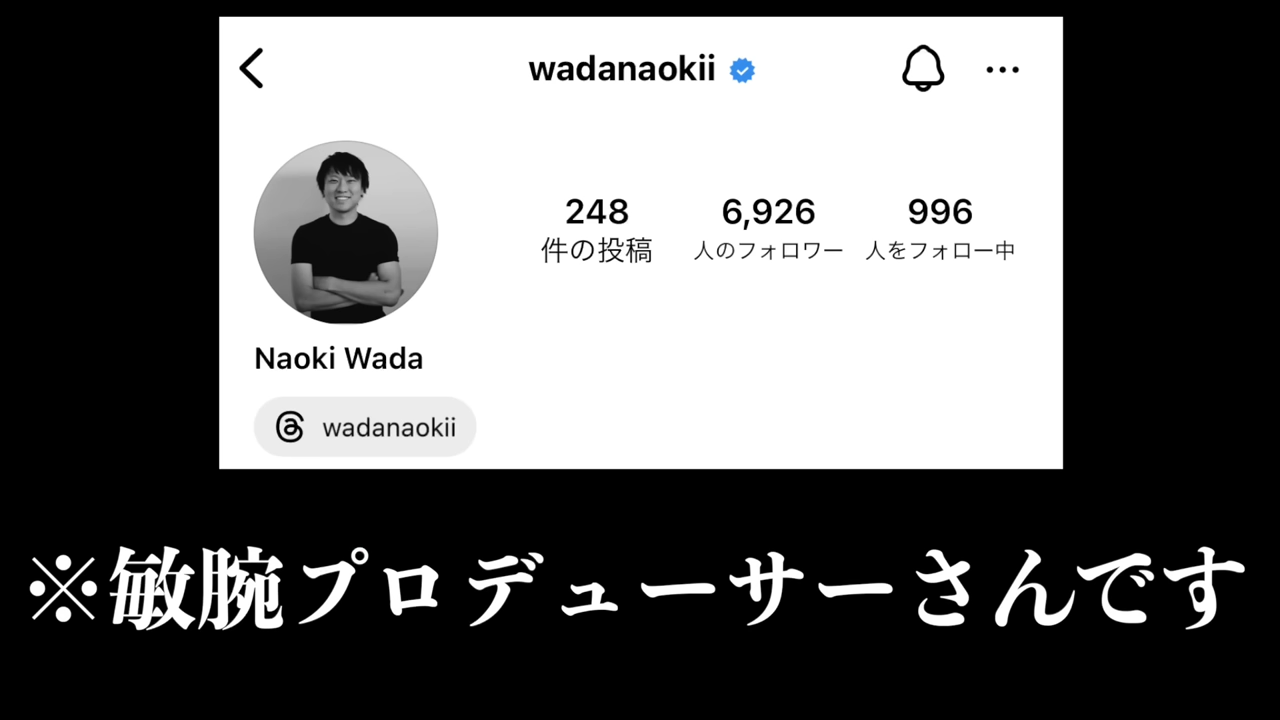 wadanaokii
248
6,926
996
件の投稿
人のフォロワー
人をフォロー中
Naoki Wada
wadanaokii
※敏腕プロデューサーさんです